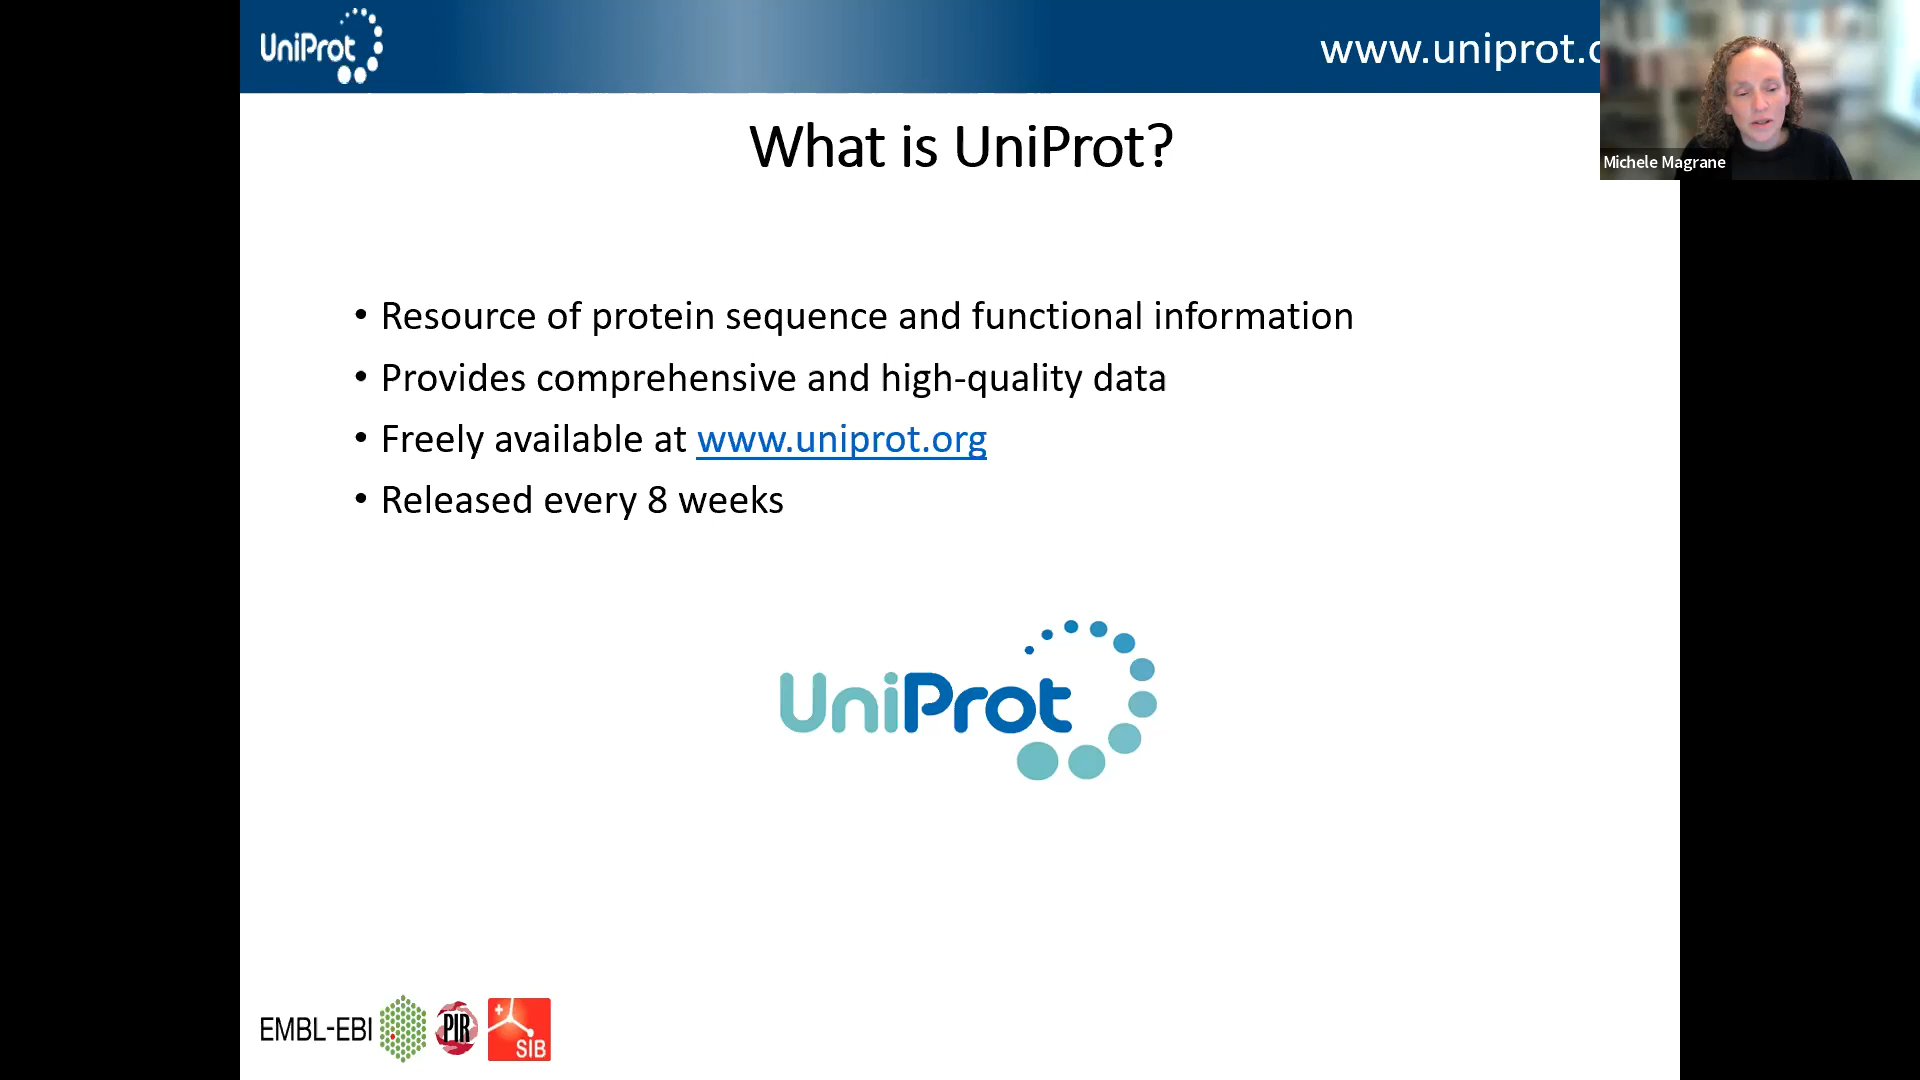 UniProt
www.uniprot.o
Michele Magrane
What is UniProt?
• Resource of protein sequence and functional information
• Provides comprehensive and high-quality data
• Freely available at www.uniprot.org
• Released every 8 weeks
UniProt
EMBL-EBI
PIR
SIB